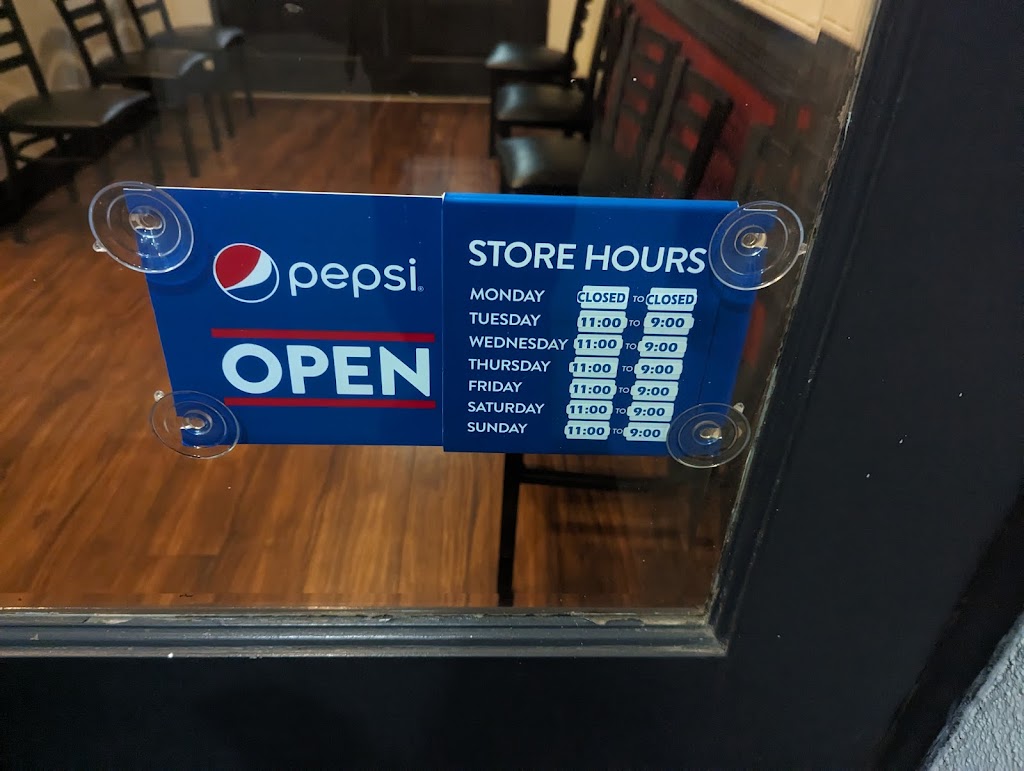 pepsi
OPEN
STORE HOURS
MONDAY CLOSED TO CLOSED
TUESDAY 11:00 TO 9:00
WEDNESDAY 11:00 TO 9:00
THURSDAY 11:00 TO 9:00
FRIDAY 11:00 TO 9:00
SATURDAY 11:00 TO 9:00
SUNDAY 11:00 TO 9:00